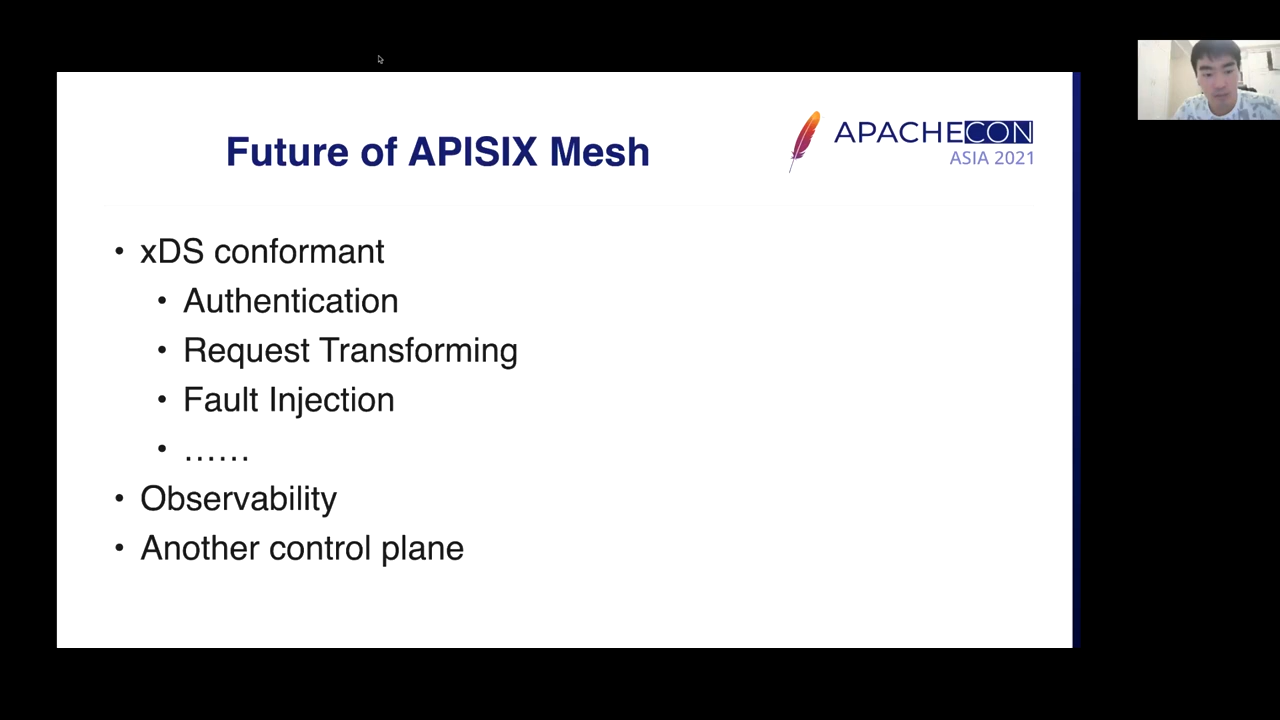 Future of APISIX Mesh
APACHECON
ASIA 2021
• xDS conformant
• Authentication
• Request Transforming
• Fault Injection
• ......
• Observability
• Another control plane